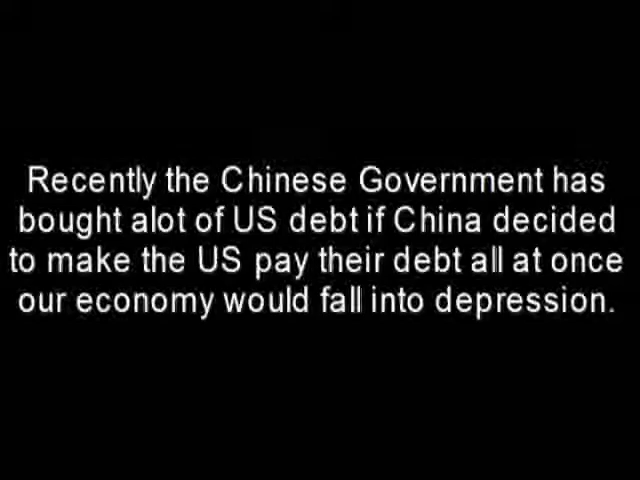 Recently the Chinese Government has
bought alot of US debt if China decided
to make the US pay their debt all at once
our economy would fall into depression.